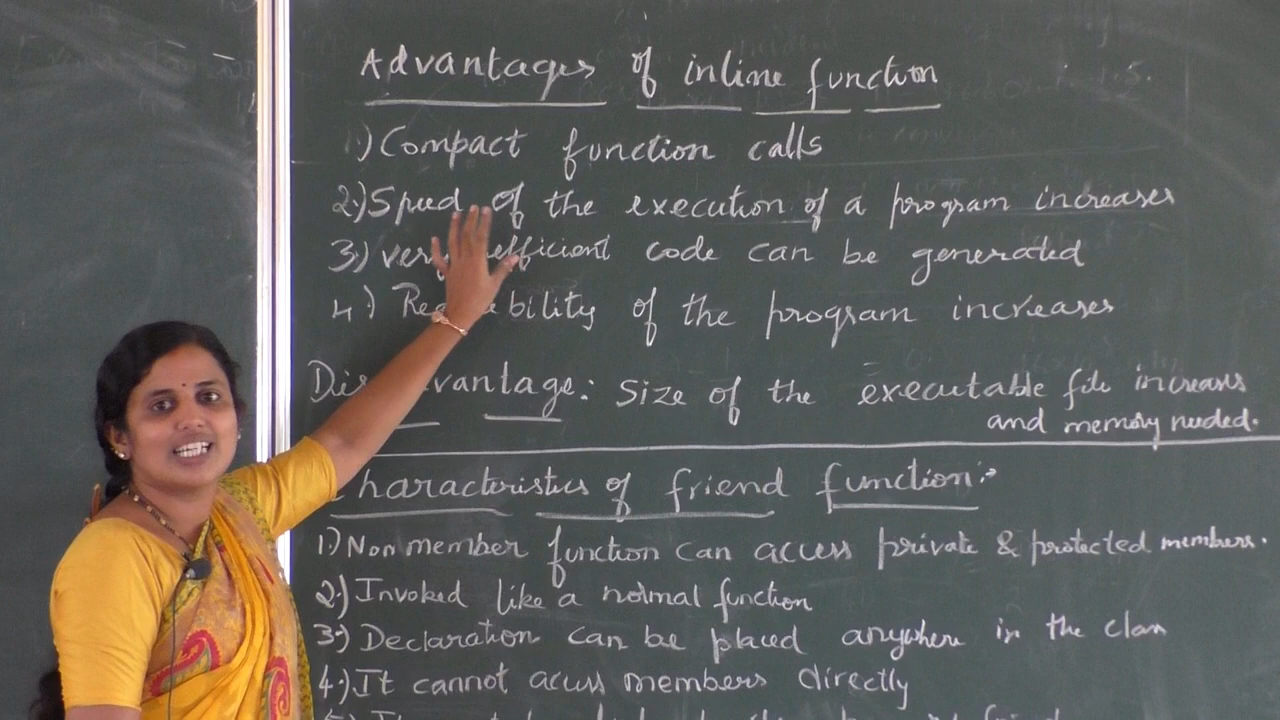 Advantages of inline function
1.) Compact function calls
2.) Speed of the execution of a program increases
3.) very efficient code can be generated
4.) of the program increases
size of the executable file increases
and memory needed.
Characteristics of friend function:
1.) Non member function can access private & protected members.
2.) Invoked like a normal function
3.) Declaration can be placed anywhere in the class
4.) It cannot access members directly